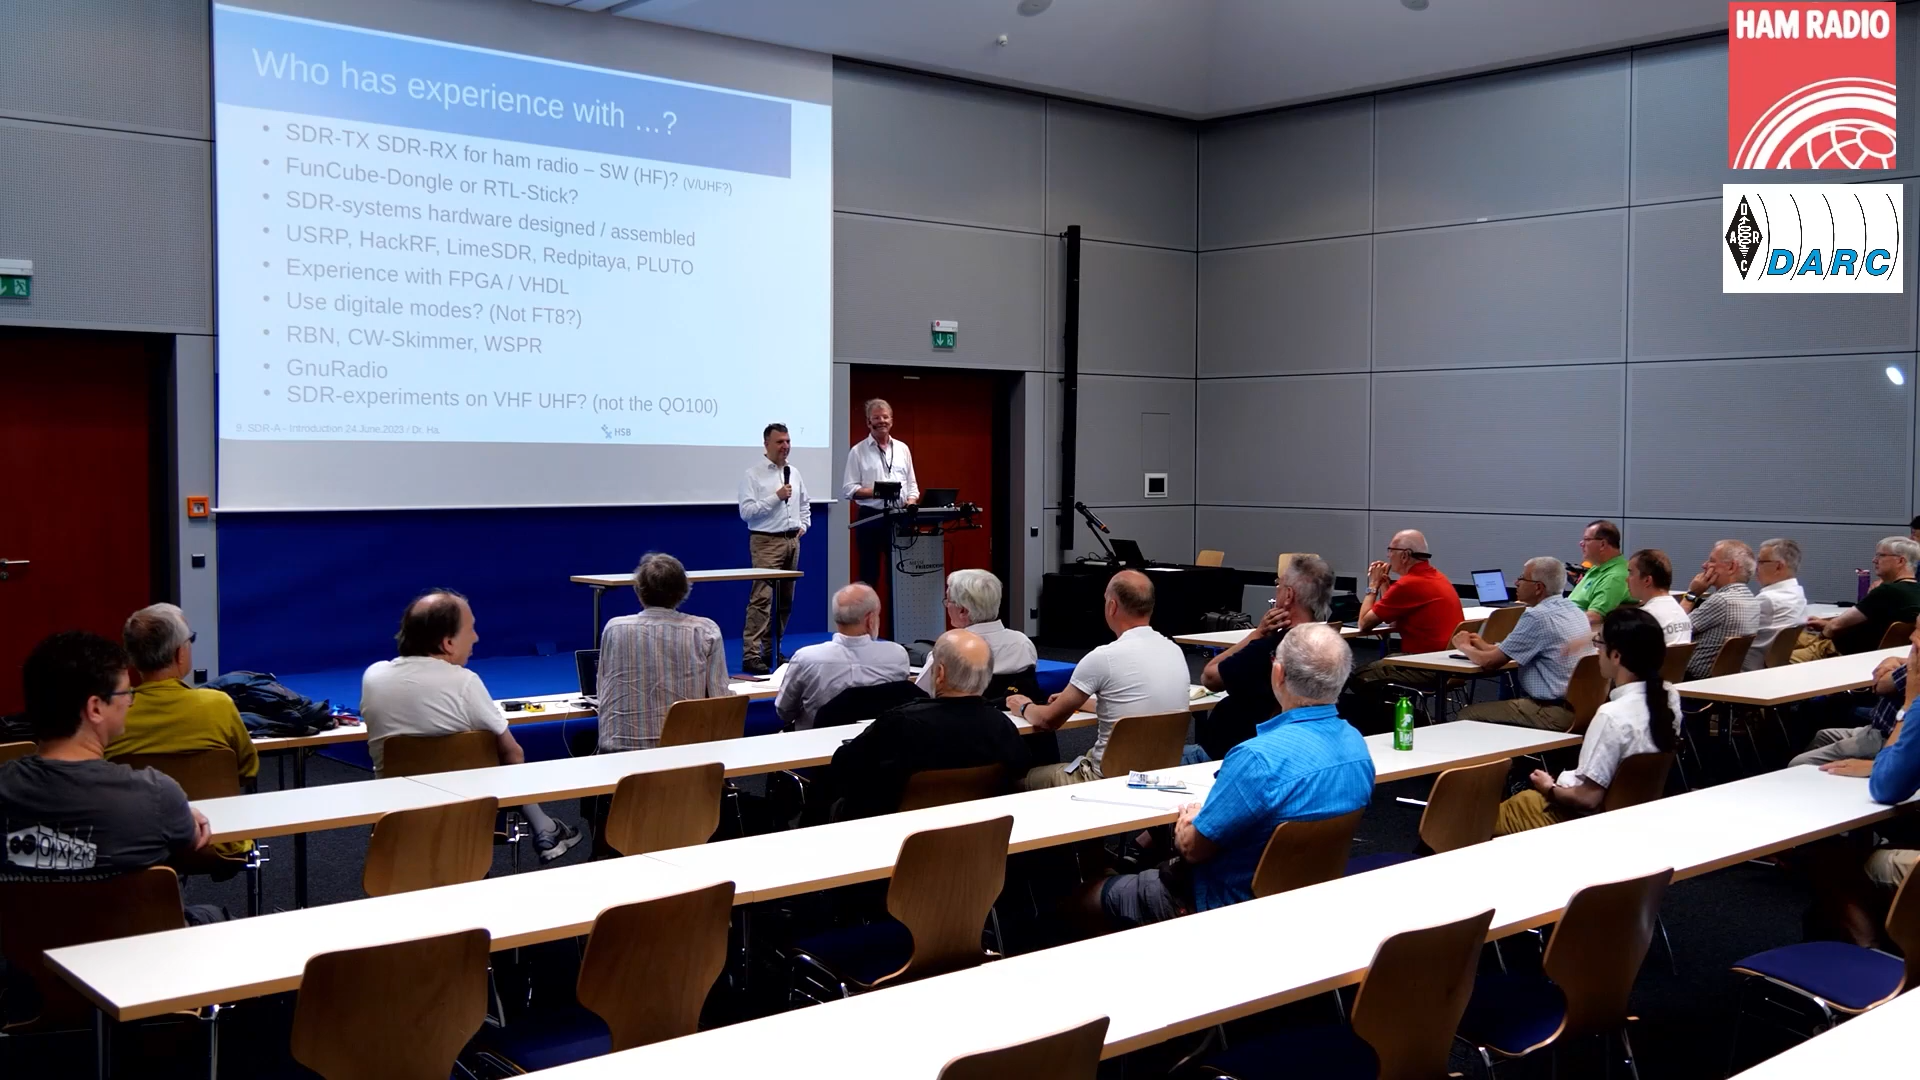 Who has experience with ...?
• SDR-TX SDR-RX for ham radio – SW (HF)? (V/UHF?)
• FunCube-Dongle or RTL-Stick?
• SDR-systems hardware designed / assembled
• USRP, HackRF, LimeSDR, Redpitaya, PLUTO
• Experience with FPGA / VHDL
• Use digitale modes? (Not FT8?)
• RBN, CW-Skimmer, WSPR
• GnuRadio
• SDR-experiments on VHF UHF? (not the QO100)
9. SDR-A - Introduction 24.June.2023 / Dr. Ha.
HSB
7
HAM RADIO
D
A R
C
DARC